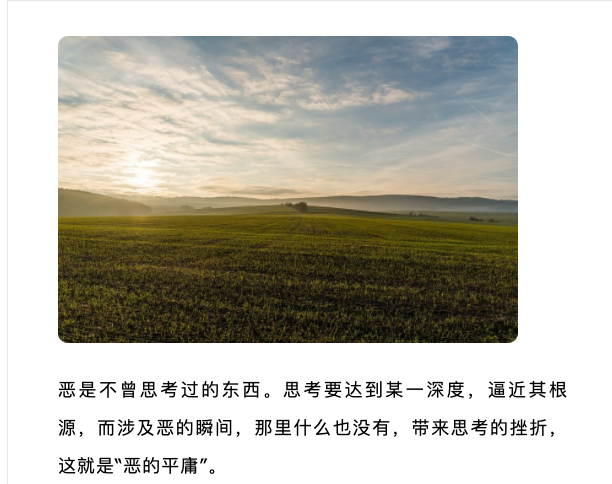 恶是不曾思考过的东西。思考要达到某一深度，逼近其根
源，而涉及恶的瞬间，那里什么也没有，带来思考的挫折，
这就是“恶的平庸”。